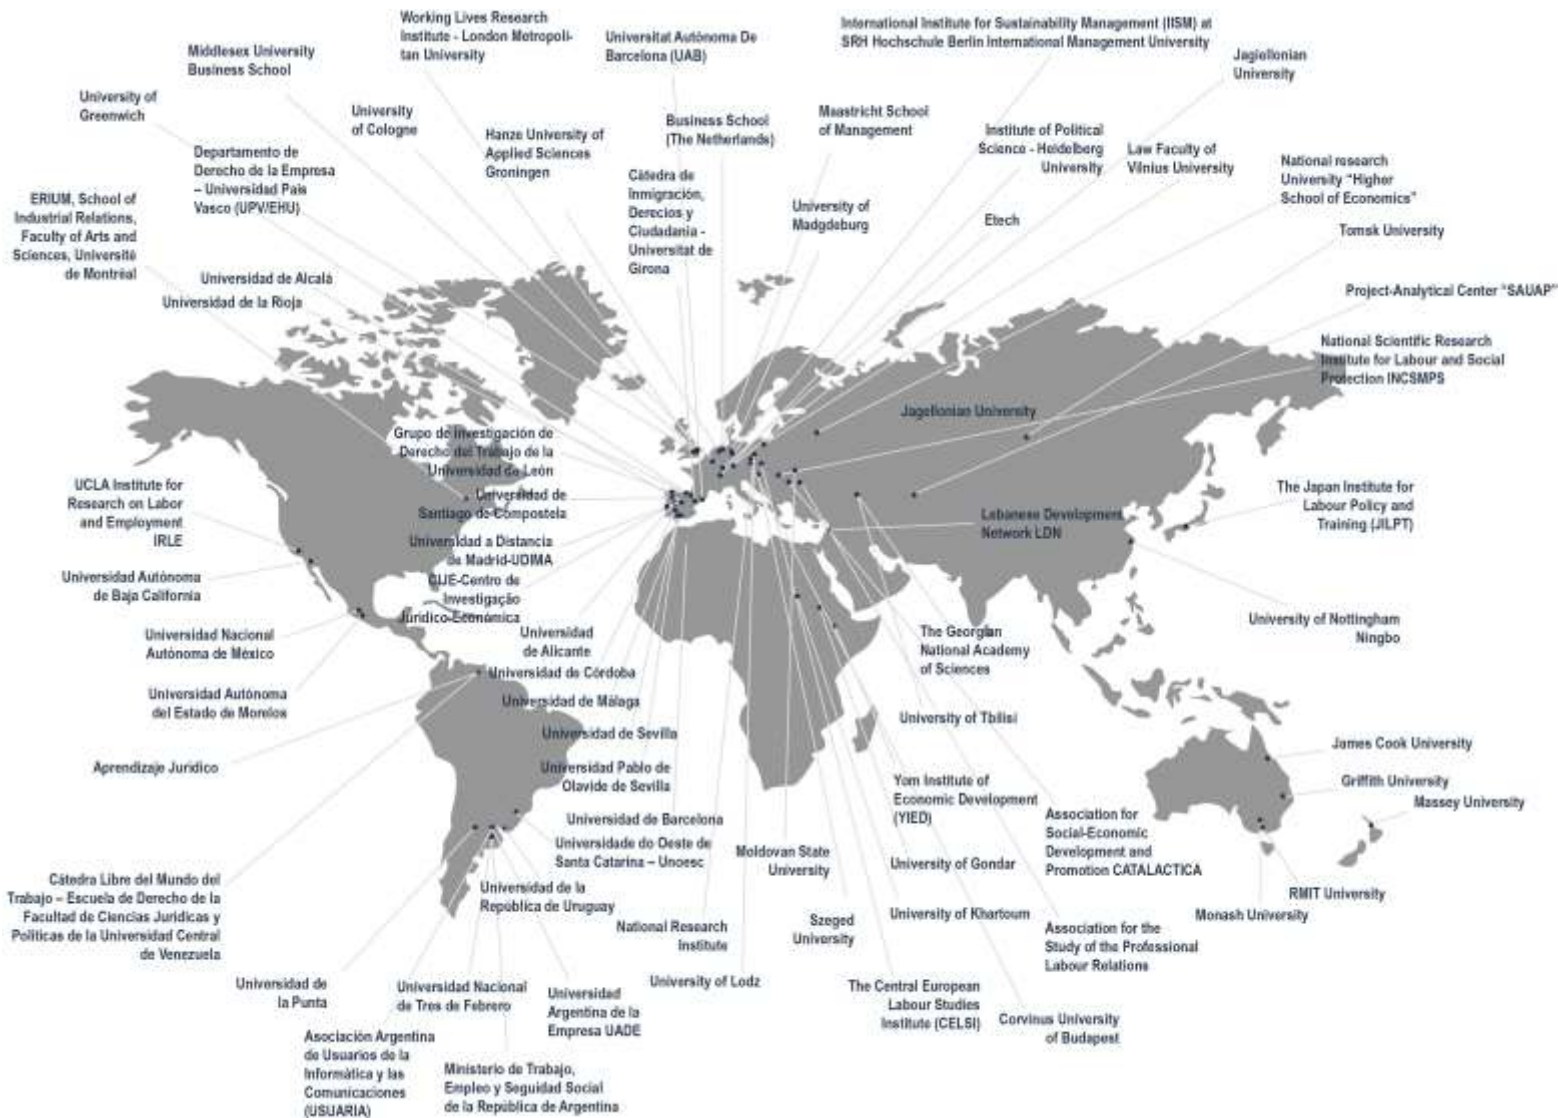 Working Lives Research
Institute - London Metropoli-
tan University
Universitat Autónoma De
Barcelona (UAB)
International Institute for Sustainability Management (IISM) at
SRH Hochschule Berlin International Management University
Middlesex University
Business School
Jagiellonian
University
University of
Greenwich
University
of Cologne
Hanze University of
Applied Sciences
Groningen
Business School
(The Netherlands)
Maastricht School
of Management
Institute of Political
Science - Heidelberg
University
Law Faculty of
Vilnius University
National research
University "Higher
School of Economics"
Departamento de
Derecho de la Empresa
– Universidad Pais
Vasco (UPV/EHU)
Cátedra de
Inmigración,
Derecios y
Ciudadania -
Universitat de
Girona
University of
Madgdeburg
Etech
Tomsk University
ERIUM, School of
Industrial Relations,
Faculty of Arts and
Sciences, Université
de Montréal
Universidad de Alcalá
Universidad de la Rioja
Project-Analytical Center "SAUAP"
National Scientific Research
Institute for Labour and Social
Protection INCSMPS
Jagellonian University
Grupo de Investigación de
Derecho del Trabajo de la
Universidad de León
UCLA Institute for
Research on Labor
and Employment
IRLE
Universidad de
Santiago de Compostela
The Japan Institute for
Labour Policy and
Training (JILPT)
Lebanese Development
Network LDN
Universidad a Distancia
de Madrid-UDIMA
Universidad Autónoma
de Baja California
CIJE-Centro de
Investigação
Jurídico-Económica
University of Nottingham
Ningbo
Universidad Nacional
Autónoma de México
Universidad
de Alicante
The Georgian
National Academy
of Sciences
Universidad de Córdoba
Universidad Autónoma
del Estado de Morelos
Universidad de Málaga
University of Tbilisi
Universidad de Sevilla
James Cook University
Aprendizaje Jurídico
Universidad Pablo de
Olavide de Sevilla
Yom Institute of
Economic Development
(YIED)
Griffith University
Massey University
Universidad de Barcelona
Association for
Social-Economic
Development and
Promotion CATALACTICA
Universidade do Oeste de
Santa Catarina – Unoesc
Moldovan State
University
University of Gondar
Cátedra Libre del Mundo del
Trabajo – Escuela de Derecho de la
Facultad de Ciencias Jurídicas y
Políticas de la Universidad Central
de Venezuela
Universidad de la
República de Uruguay
RMIT University
Monash University
National Research
Institute
Szeged
University
University of Khartoum
Association for the
Study of the Professional
Labour Relations
Universidad de
la Punta
Universidad Nacional
de Tres de Febrero
Universidad
Argentina de la
Empresa UADE
University of Lodz
The Central European
Labour Studies
Institute (CELSI)
Corvinus University
of Budapest
Asociación Argentina
de Usuarios de la
Informática y las
Comunicaciones
(USUARIA)
Ministerio de Trabajo,
Empleo y Seguidad Social
de la República de Argentina